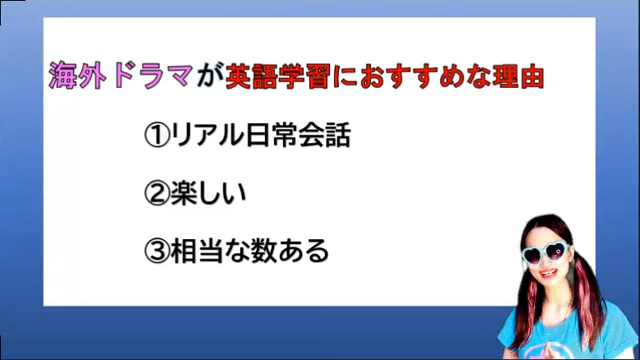 海外ドラマが英語学習におすすめな理由
①リアル日常会話
②楽しい
③相当な数ある